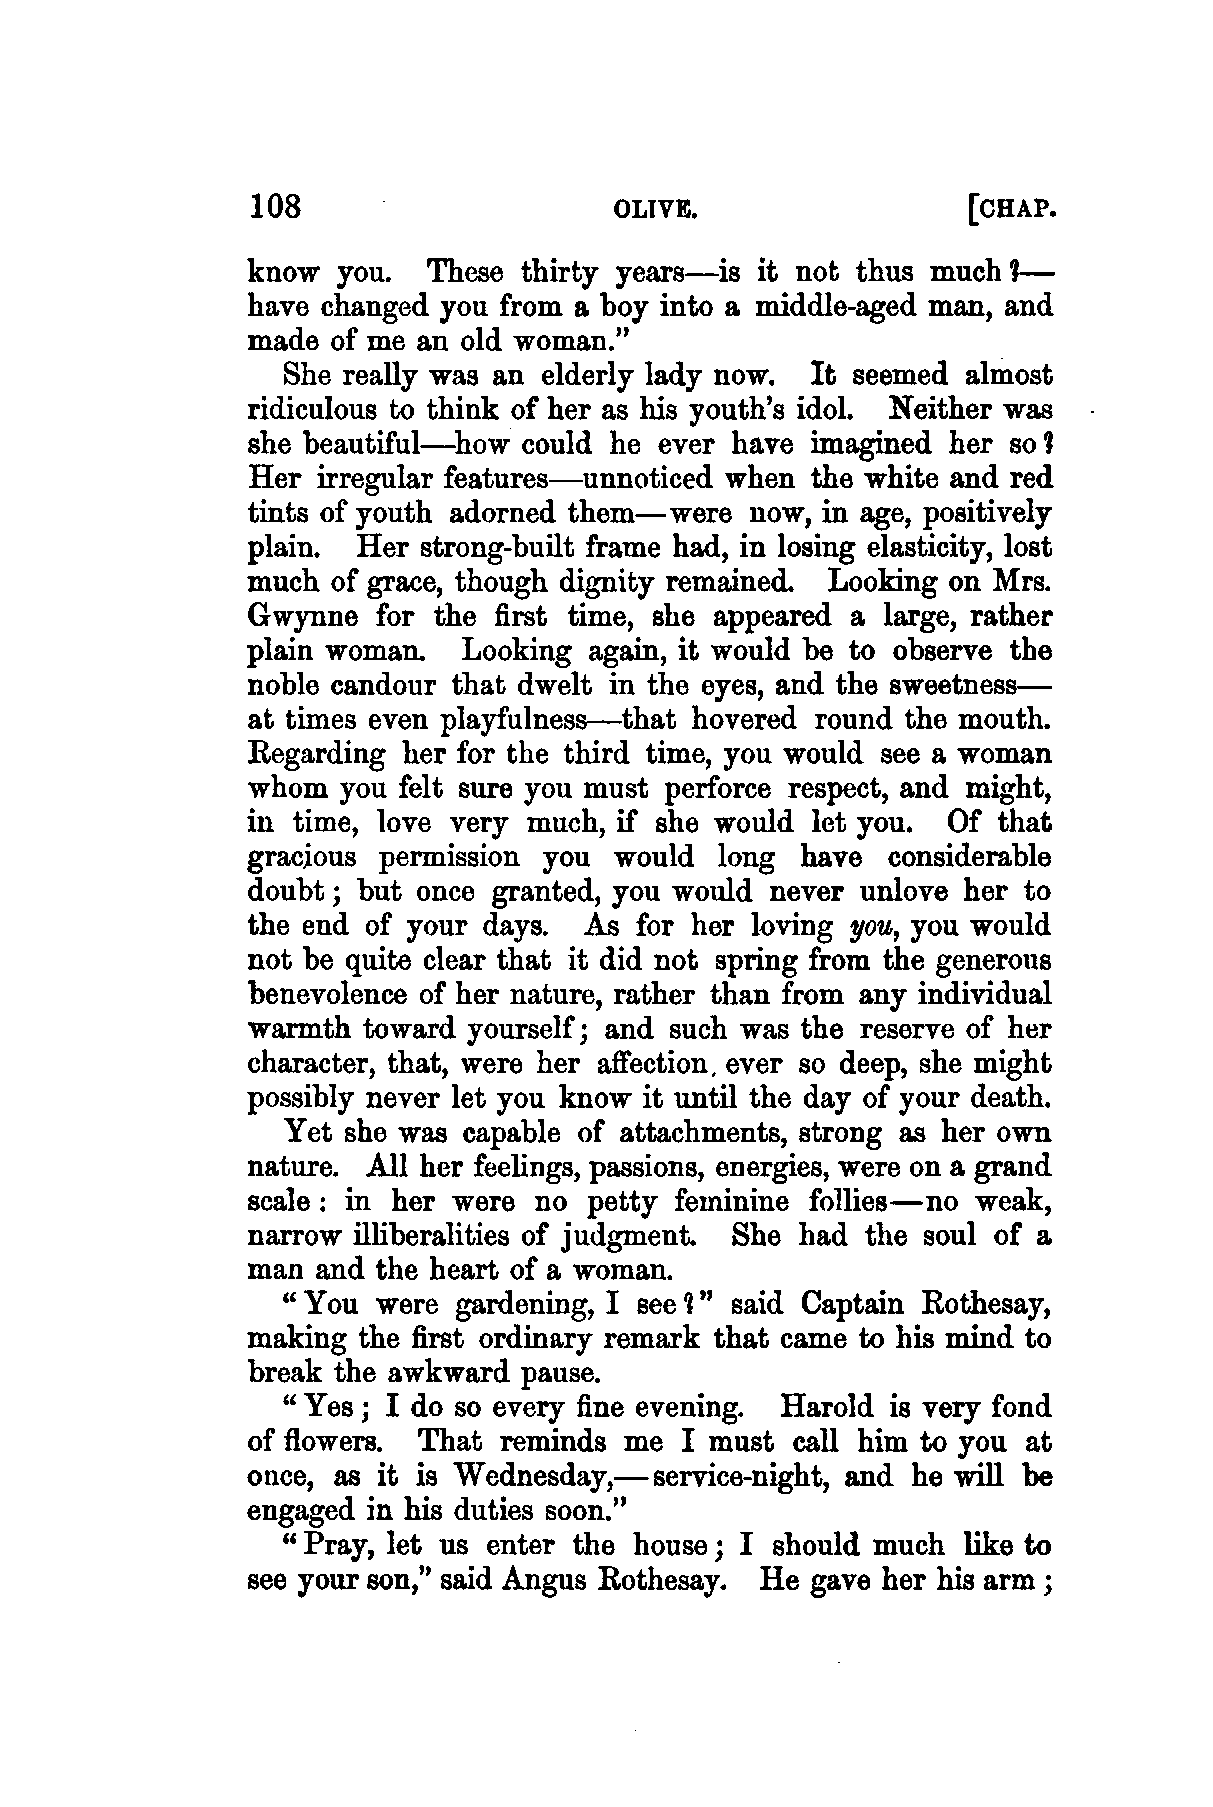 108 OLIVE. [CHAP.
know you. These thirty years—is it not thus much?—
have changed you from a boy into a middle-aged man, and
made of me an old woman."
She really was an elderly lady now. It seemed almost
ridiculous to think of her as his youth's idol. Neither was
she beautiful—how could he ever have imagined her so?
Her irregular features—unnoticed when the white and red
tints of youth adorned them—were now, in age, positively
plain. Her strong-built frame had, in losing elasticity, lost
much of grace, though dignity remained. Looking on Mrs.
Gwynne for the first time, she appeared a large, rather
plain woman. Looking again, it would be to observe the
noble candour that dwelt in the eyes, and the sweetness—
at times even playfulness—that hovered round the mouth.
Regarding her for the third time, you would see a woman
whom you felt sure you must perforce respect, and might,
in time, love very much, if she would let you. Of that
gracious permission you would long have considerable
doubt; but once granted, you would never unlove her to
the end of your days. As for her loving you, you would
not be quite clear that it did not spring from the generous
benevolence of her nature, rather than from any individual
warmth toward yourself; and such was the reserve of her
character, that, were her affection, ever so deep, she might
possibly never let you know it until the day of your death.
Yet she was capable of attachments, strong as her own
nature. All her feelings, passions, energies, were on a grand
scale: in her were no petty feminine follies—no weak,
narrow illiberalities of judgment. She had the soul of a
man and the heart of a woman.
"You were gardening, I see?" said Captain Rothesay,
making the first ordinary remark that came to his mind to
break the awkward pause.
"Yes; I do so every fine evening. Harold is very fond
of flowers. That reminds me I must call him to you at
once, as it is Wednesday,—service-night, and he will be
engaged in his duties soon."
"Pray, let us enter the house; I should much like to
see your son," said Angus Rothesay. He gave her his arm;